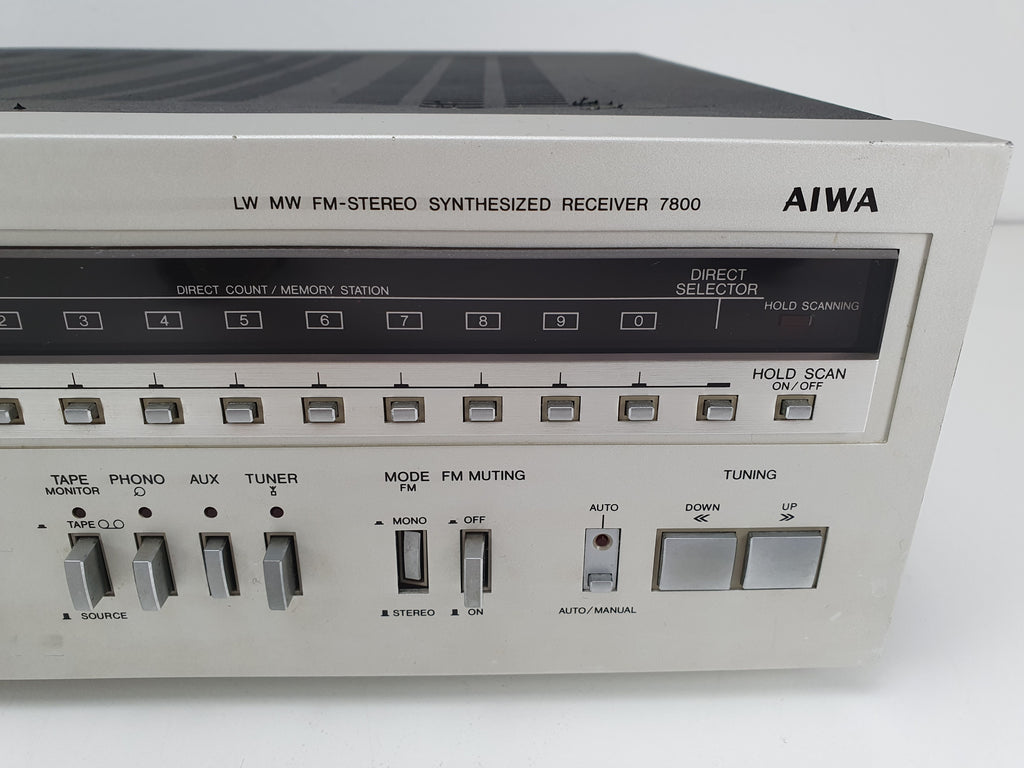 LW MW FM-STEREO SYNTHESIZED RECEIVER 7800
AIWA
DIRECT COUNT / MEMORY STATION
DIRECT
SELECTOR
HOLD SCANNING
2 3 4 5 6 7 8 9 0
HOLD SCAN
ON/OFF
TAPE
MONITOR
PHONO
AUX
TUNER
MODE
FM
FM MUTING
TUNING
TAPE
MONO
OFF
AUTO
DOWN
UP
SOURCE
STEREO
ON
AUTO/MANUAL